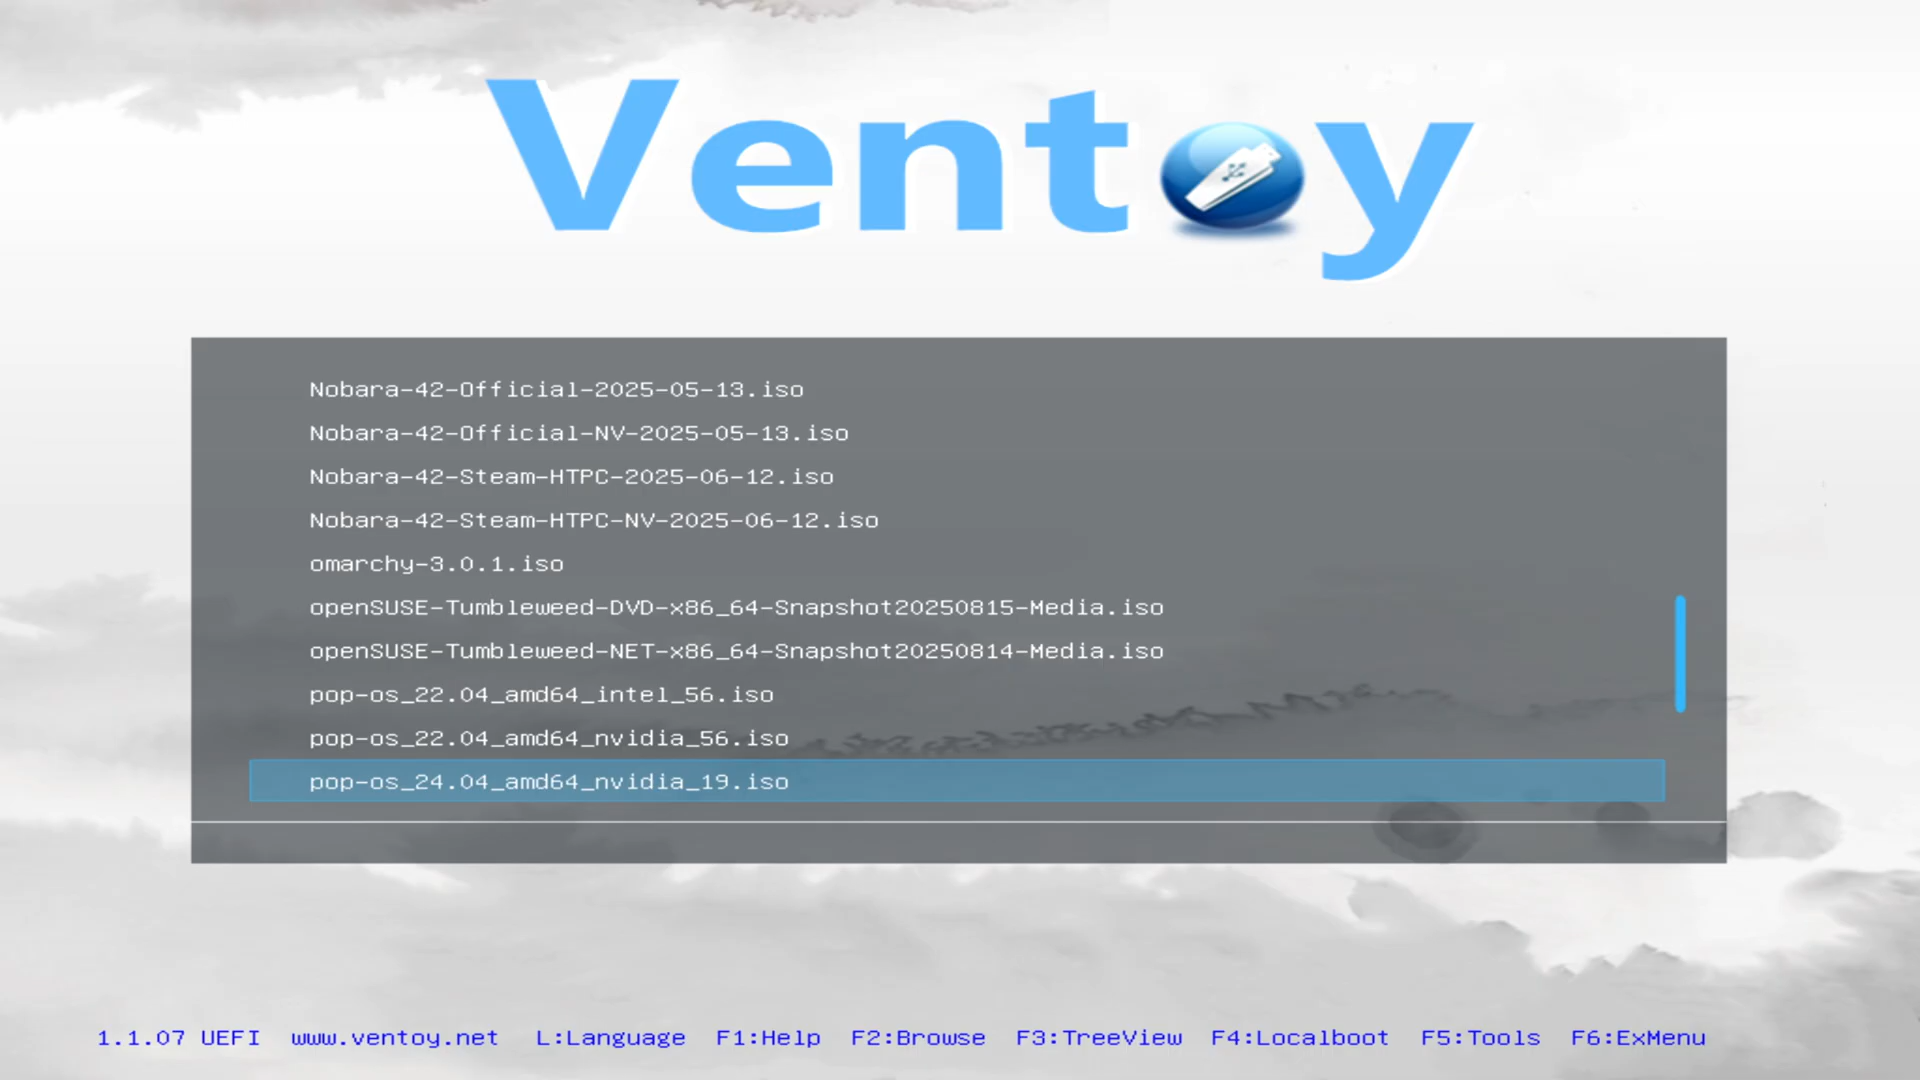 Ventoy
Nobara-42-Official-2025-05-13.iso
Nobara-42-Official-NV-2025-05-13.iso
Nobara-42-Steam-HTPC-2025-06-12.iso
Nobara-42-Steam-HTPC-NV-2025-06-12.iso
omarchy-3.0.1.iso
openSUSE-Tumbleweed-DVD-x86_64-Snapshot20250815-Media.iso
openSUSE-Tumbleweed-NET-x86_64-Snapshot20250814-Media.iso
pop-os_22.04_amd64_intel_56.iso
pop-os_22.04_amd64_nvidia_56.iso
pop-os_24.04_amd64_nvidia_19.iso
1.1.07 UEFI www.ventoy.net L:Language F1:Help F2:Browse F3:TreeView F4:Localboot F5:Tools F6:ExMenu